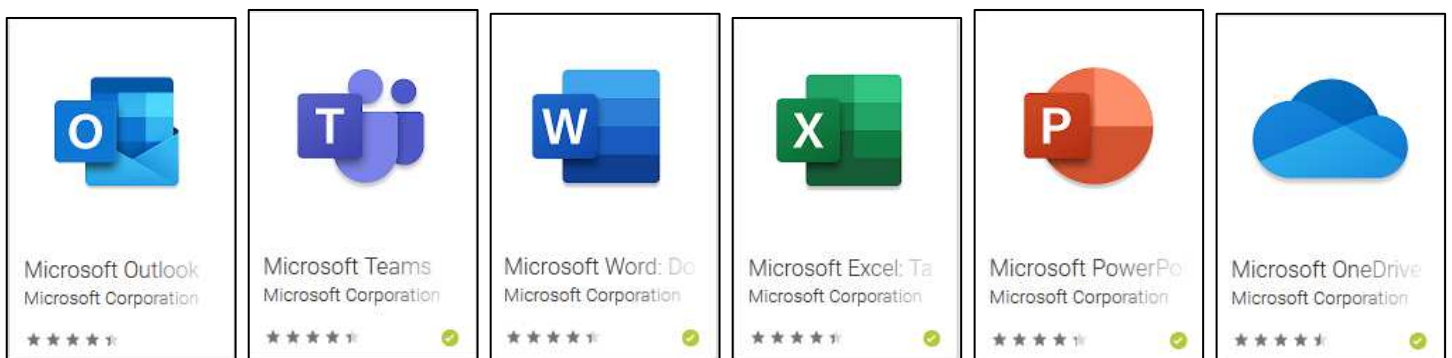 O
Microsoft Outlook
Microsoft Corporation
T
Microsoft Teams
Microsoft Corporation
W
Microsoft Word: Do
Microsoft Corporation
X
Microsoft Excel: Ta
Microsoft Corporation
P
Microsoft PowerPo
Microsoft Corporation
Microsoft OneDrive
Microsoft Corporation